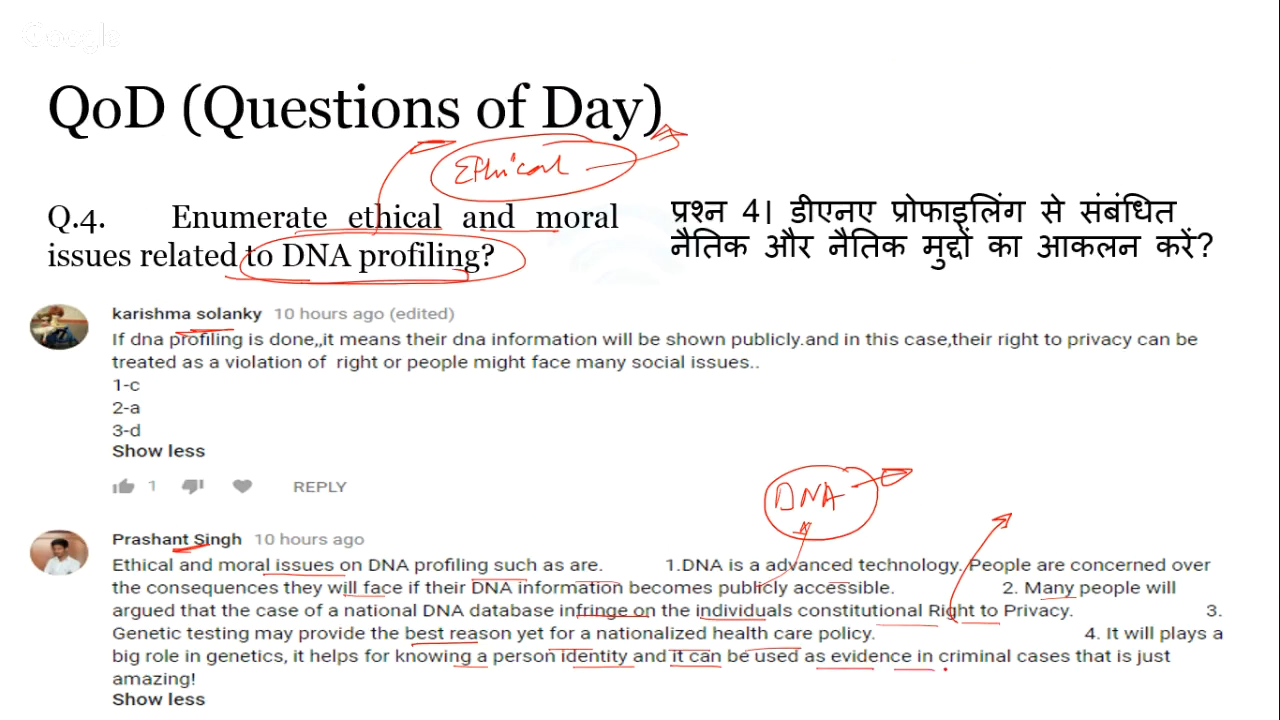 Google
QoD (Questions of Day)
Ethical
Q.4. Enumerate ethical and moral
issues related to DNA profiling?
प्रश्न 4। डीएनए प्रोफाइलिंग से संबंधित
नैतिक और नैतिक मुद्दों का आकलन करें?
karishma solanky 10 hours ago (edited)
If dna profiling is done,,it means their dna information will be shown publicly.and in this case,their right to privacy can be
treated as a violation of right or people might face many social issues..
1-c
2-a
3-d
Show less
1 REPLY
DNA
Prashant Singh 10 hours ago
Ethical and moral issues on DNA profiling such as are. 1.DNA is a advanced technology. People are concerned over
the consequences they will face if their DNA information becomes publicly accessible. 2. Many people will
argued that the case of a national DNA database infringe on the individuals constitutional Right to Privacy. 3.
Genetic testing may provide the best reason yet for a nationalized health care policy. 4. It will plays a
big role in genetics, it helps for knowing a person identity and it can be used as evidence in criminal cases that is just
amazing!
Show less